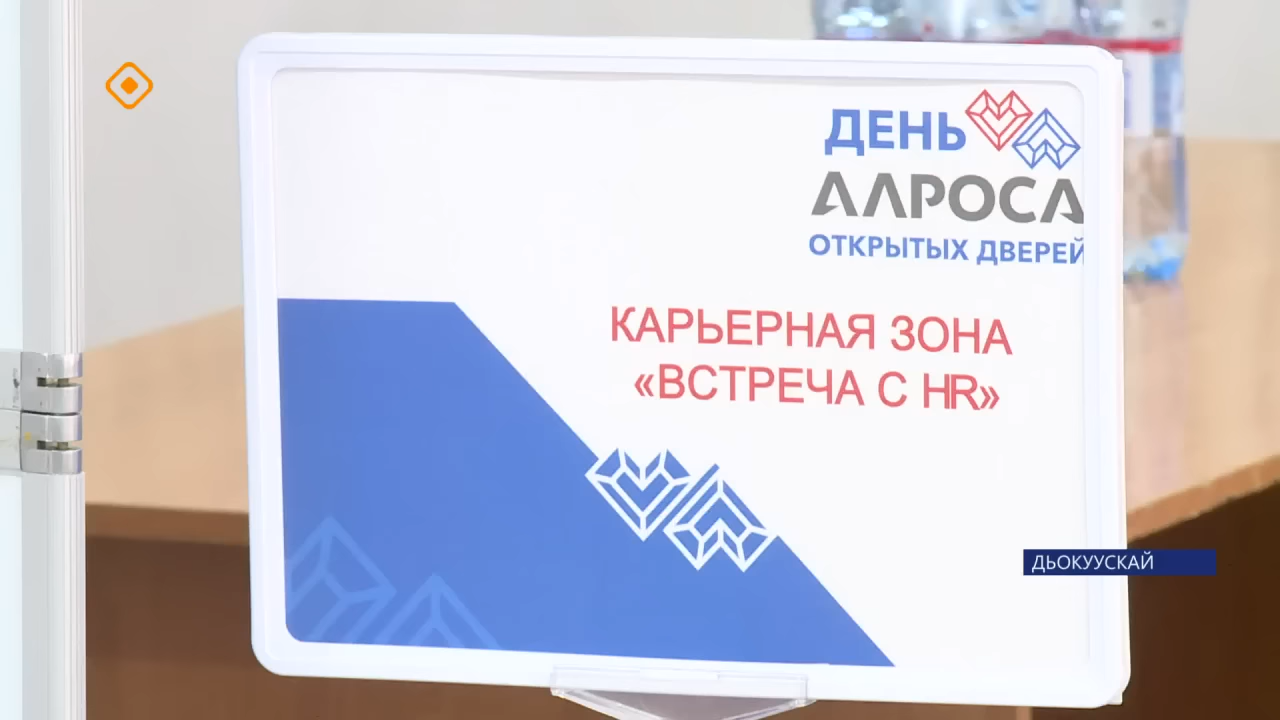 ДЕНЬ
АЛРОСА
ОТКРЫТЫХ ДВЕРЕЙ
КАРЬЕРНАЯ ЗОНА
«ВСТРЕЧА С HR»
ДЬОКУУСКАЙ